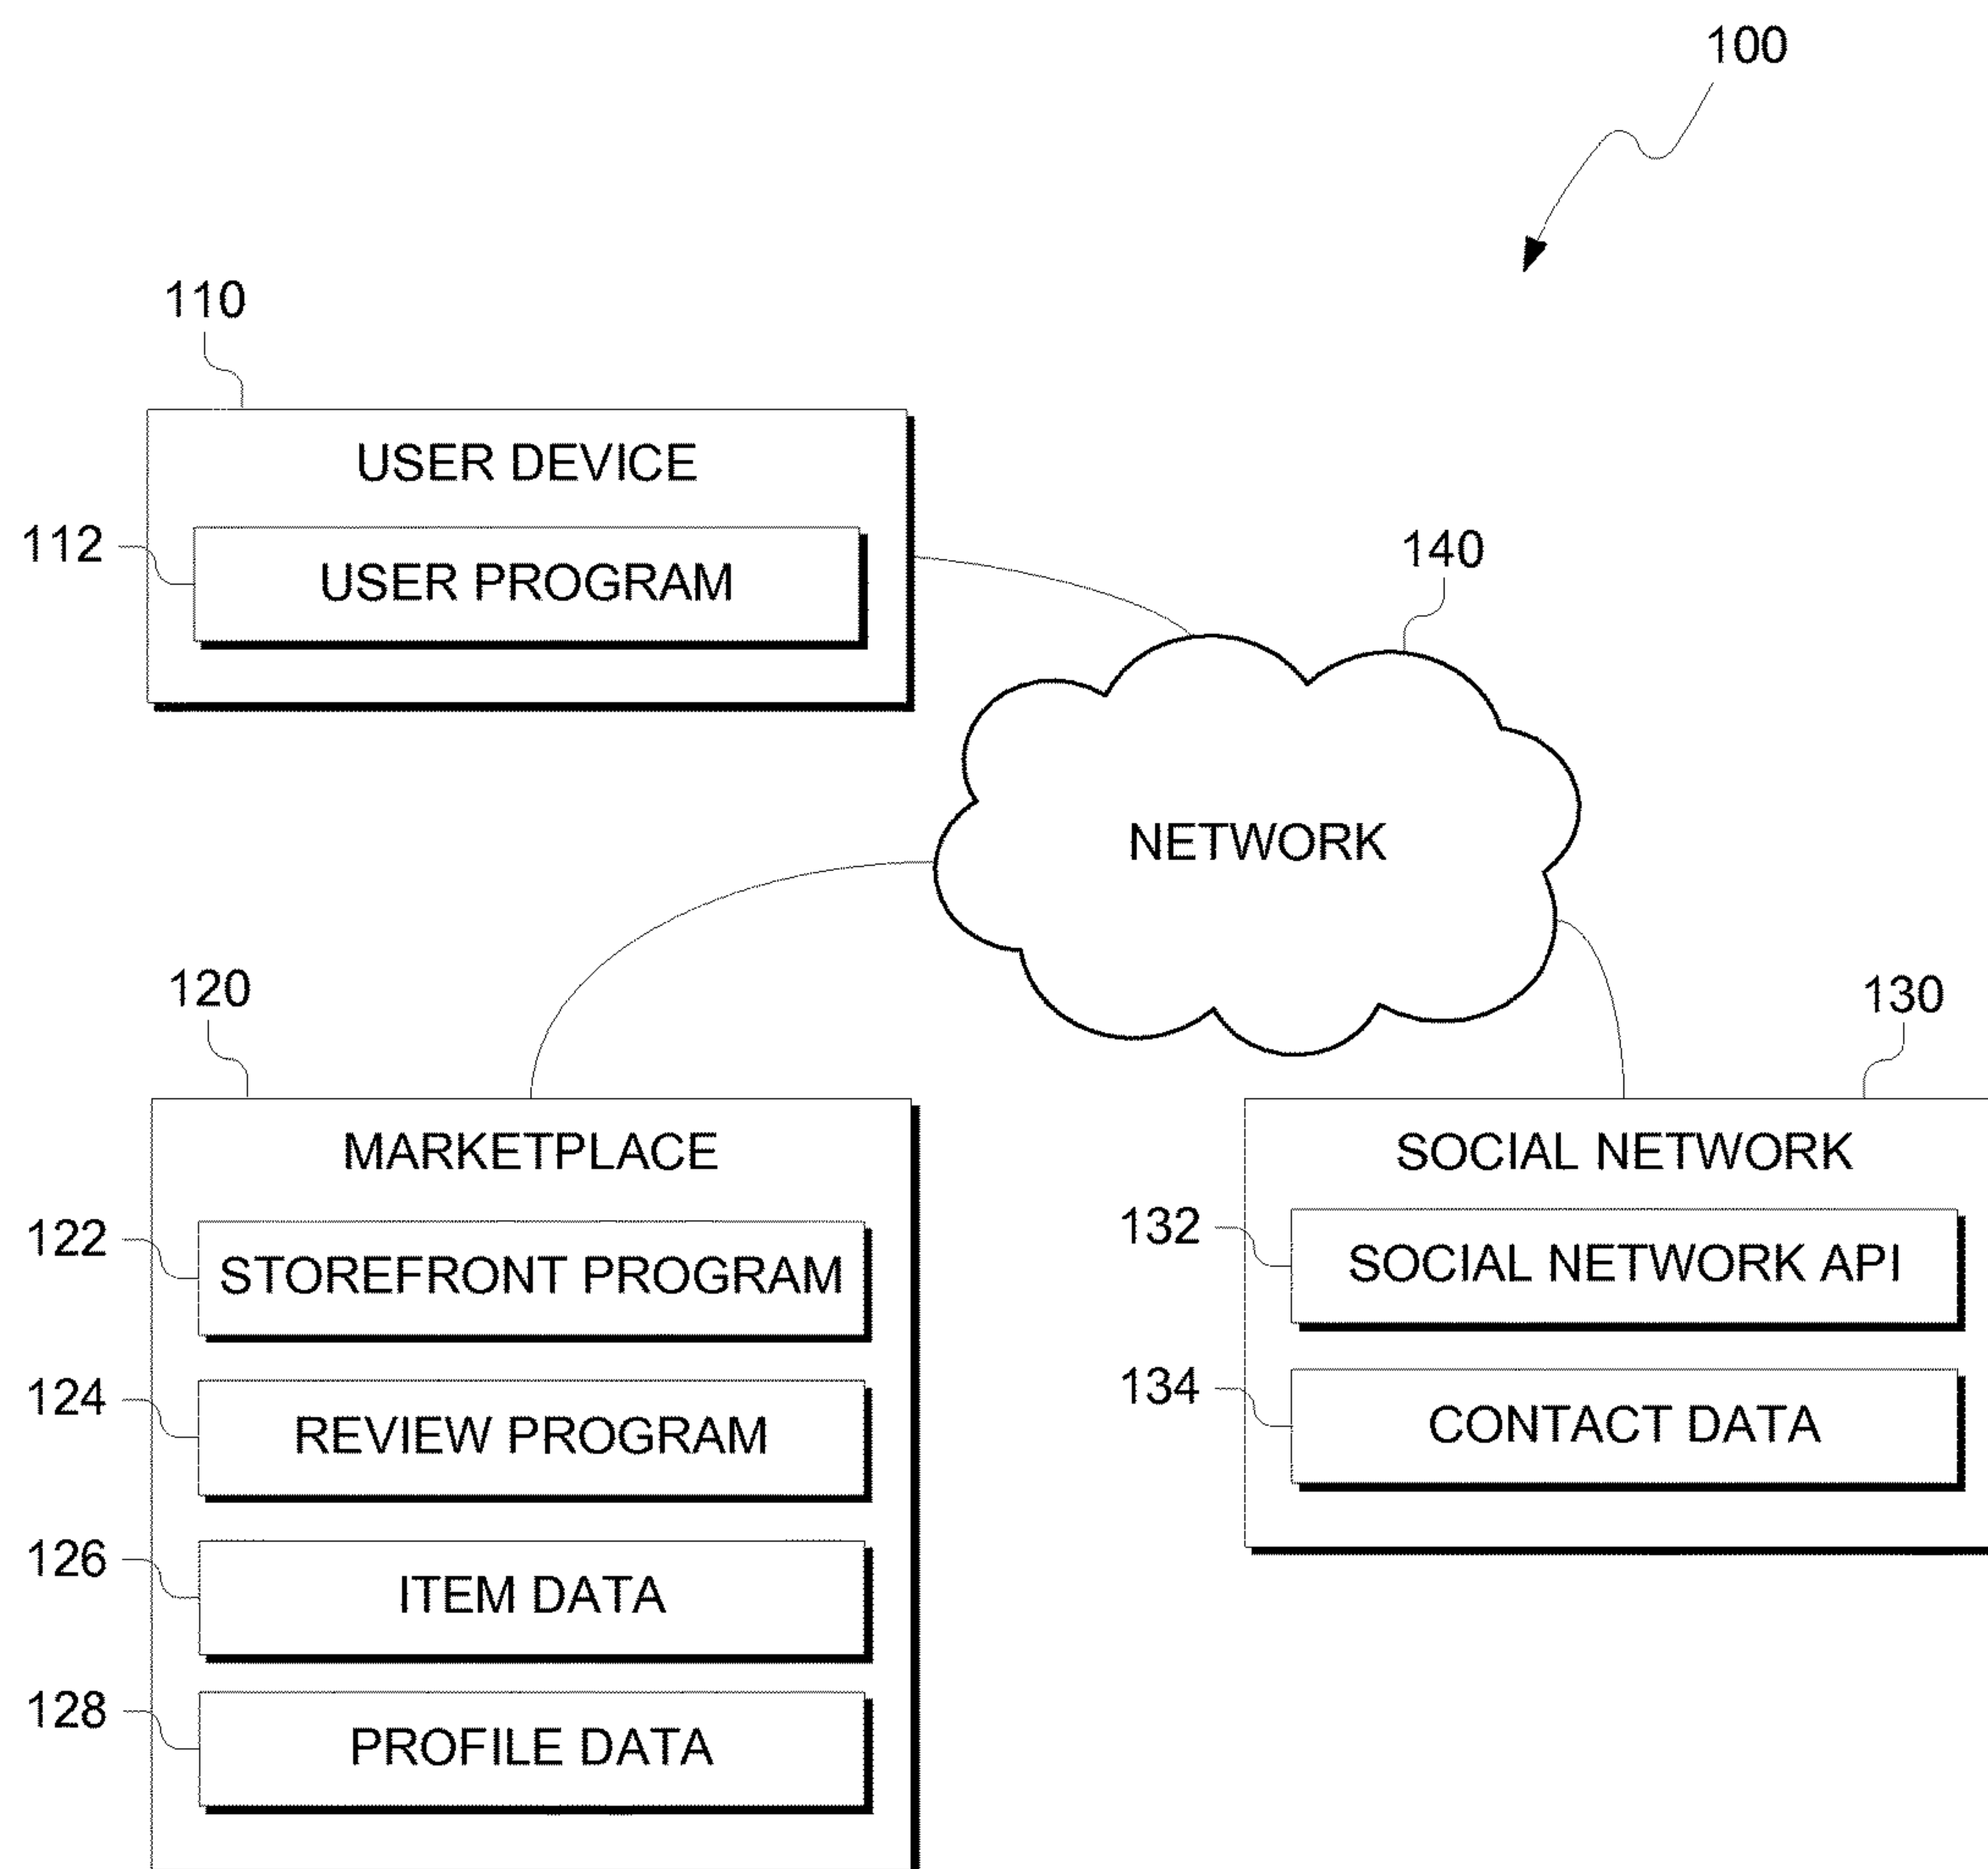 100
110
USER DEVICE
112
USER PROGRAM
140
NETWORK
120
MARKETPLACE
122
STOREFRONT PROGRAM
124
REVIEW PROGRAM
126
ITEM DATA
128
PROFILE DATA
130
SOCIAL NETWORK
132
SOCIAL NETWORK API
134
CONTACT DATA